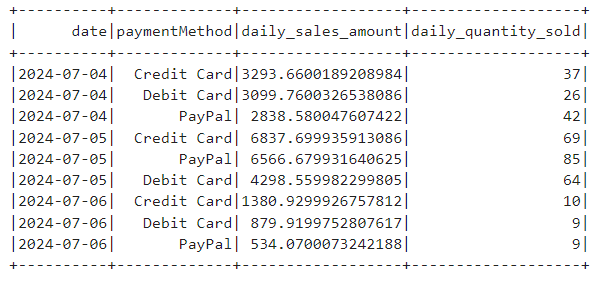 +----------+-------------+------------------+-------------------+
|      date|paymentMethod|daily_sales_amount|daily_quantity_sold|
+----------+-------------+------------------+-------------------+
|2024-07-04|  Credit Card|3293.6600189208984|                 37|
|2024-07-04|   Debit Card|3099.7600326538086|                 26|
|2024-07-04|       PayPal| 2838.580047607422|                 42|
|2024-07-05|  Credit Card| 6837.699935913086|                 69|
|2024-07-05|       PayPal| 6566.679931640625|                 85|
|2024-07-05|   Debit Card| 4298.559982299805|                 64|
|2024-07-06|  Credit Card|1380.9299926757812|                 10|
|2024-07-06|   Debit Card| 879.9199752807617|                  9|
|2024-07-06|       PayPal| 534.0700073242188|                  9|
+----------+-------------+------------------+-------------------+